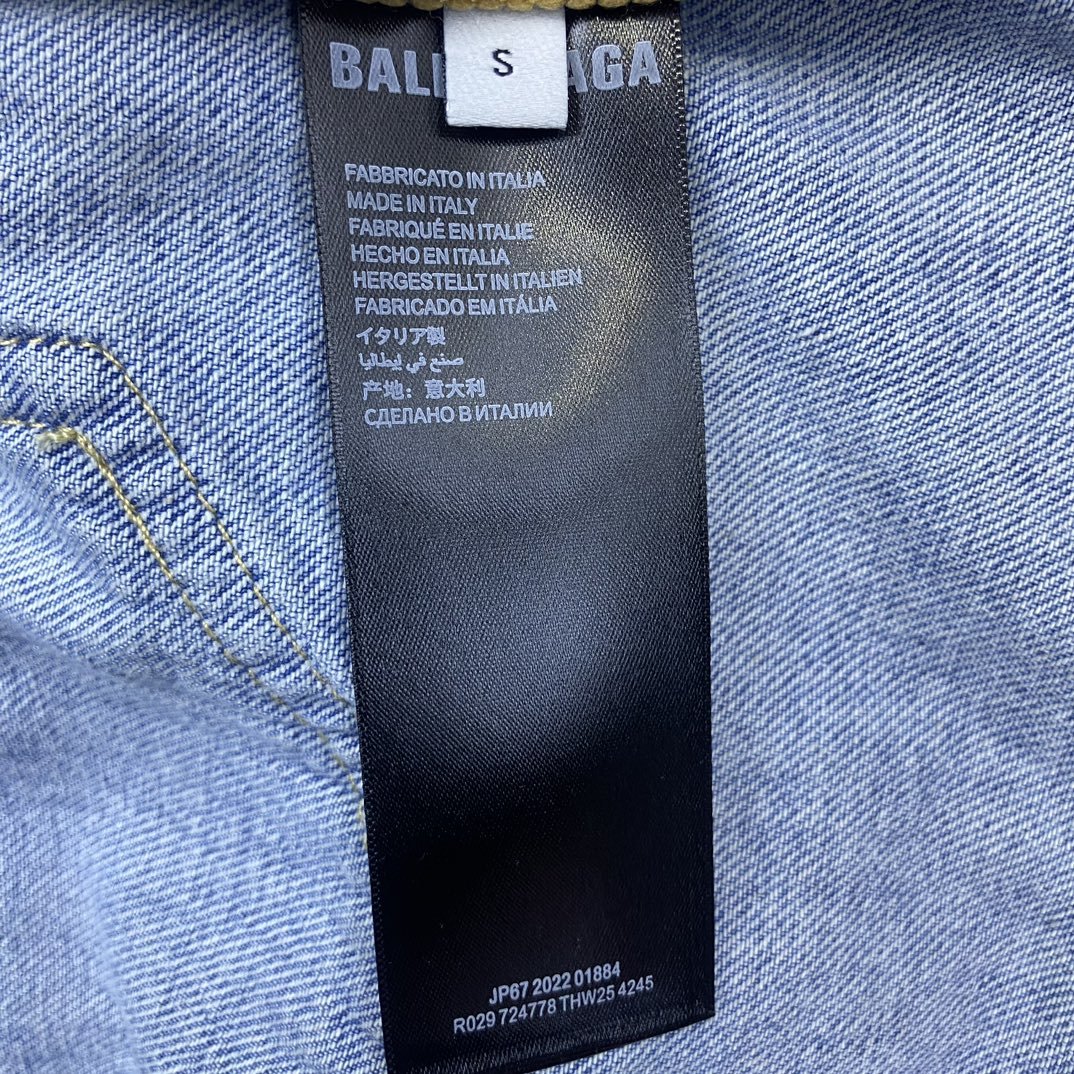 S
FABBRICATO IN ITALIA
MADE IN ITALY
FABRIQUÉ EN ITALIE
HECHO EN ITALIA
HERGESTELLT IN ITALIEN
FABRICADO EM ITÁLIA
イタリア製
صنع في إيطاليا
产地：意大利
СДЕЛАНО В ИТАЛИИ
JP67 2022 01884
R029 724778 THW25 4245